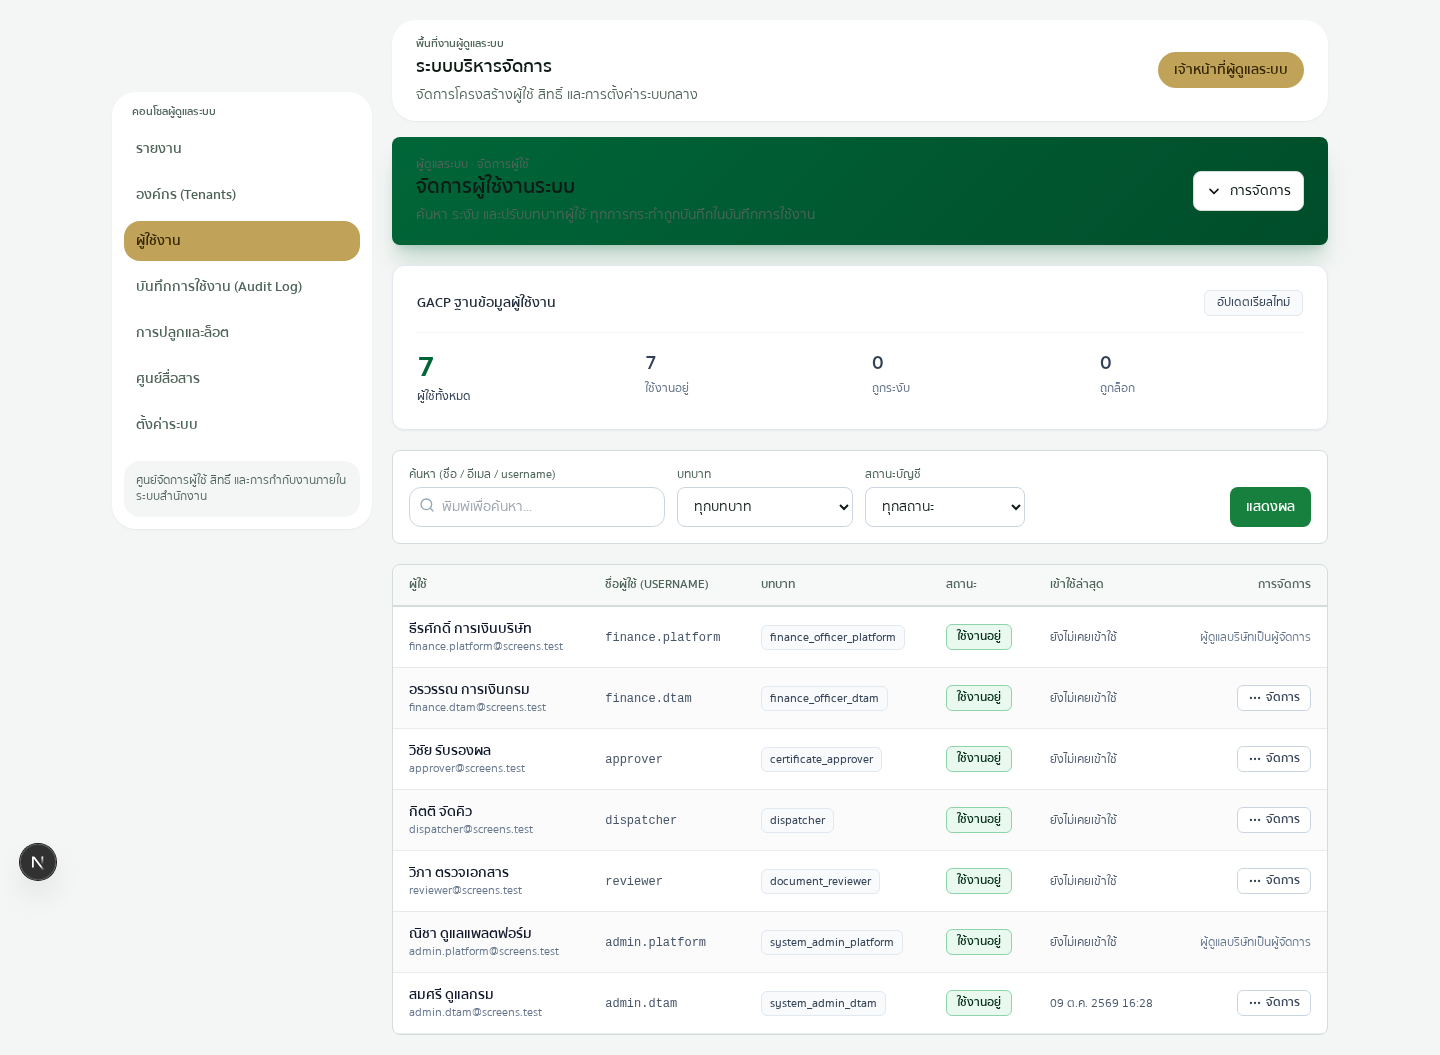 พื้นที่งานผู้ดูแลระบบ
ระบบบริหารจัดการ
จัดการโครงสร้างผู้ใช้ สิทธิ์ และการตั้งค่าระบบกลาง
เจ้าหน้าที่ผู้ดูแลระบบ
คอนโซลผู้ดูแลระบบ
รายงาน
องค์กร (Tenants)
ผู้ใช้งาน
บันทึกการใช้งาน (Audit Log)
การปลูกและล็อต
ศูนย์สื่อสาร
ตั้งค่าระบบ
ศูนย์จัดการผู้ใช้ สิทธิ์ และการกำกับงานภายใน
ระบบสำนักงาน
ผู้ดูแลระบบ · จัดการผู้ใช้
จัดการผู้ใช้งานระบบ
ค้นหา ระงับ และปรับบทบาทผู้ใช้ ทุกการกระทำถูกบันทึกในบันทึกการใช้งาน
การจัดการ
GACP ฐานข้อมูลผู้ใช้งาน
อัปเดตเรียลไทม์
7 7 0 0
ผู้ใช้ทั้งหมด ใช้งานอยู่ ถูกระงับ ถูกล็อก
ค้นหา (ชื่อ / อีเมล / username) บทบาท สถานะบัญชี
พิมพ์เพื่อค้นหา... ทุกบทบาท ทุกสถานะ แสดงผล
ผู้ใช้ ชื่อผู้ใช้ (USERNAME) บทบาท สถานะ เข้าใช้ล่าสุด การจัดการ
ธีรศักดิ์ การเงินบริษัท
finance.platform@screens.test
finance.platform finance_officer_platform ใช้งานอยู่ ยังไม่เคยเข้าใช้ ผู้ดูแลบริษัทเป็นผู้จัดการ
อรวรรณ การเงินกรม
finance.dtam@screens.test
finance.dtam finance_officer_dtam ใช้งานอยู่ ยังไม่เคยเข้าใช้ ··· จัดการ
วิชัย รับรองผล
approver@screens.test
approver certificate_approver ใช้งานอยู่ ยังไม่เคยเข้าใช้ ··· จัดการ
กิตติ จัดคิว
dispatcher@screens.test
dispatcher dispatcher ใช้งานอยู่ ยังไม่เคยเข้าใช้ ··· จัดการ
วิภา ตรวจเอกสาร
reviewer@screens.test
reviewer document_reviewer ใช้งานอยู่ ยังไม่เคยเข้าใช้ ··· จัดการ
ณิชา ดูแลแพลตฟอร์ม
admin.platform@screens.test
admin.platform system_admin_platform ใช้งานอยู่ ยังไม่เคยเข้าใช้ ผู้ดูแลบริษัทเป็นผู้จัดการ
สมศรี ดูแลกรม
admin.dtam@screens.test
admin.dtam system_admin_dtam ใช้งานอยู่ 09 ต.ค. 2569 16:28 ··· จัดการ